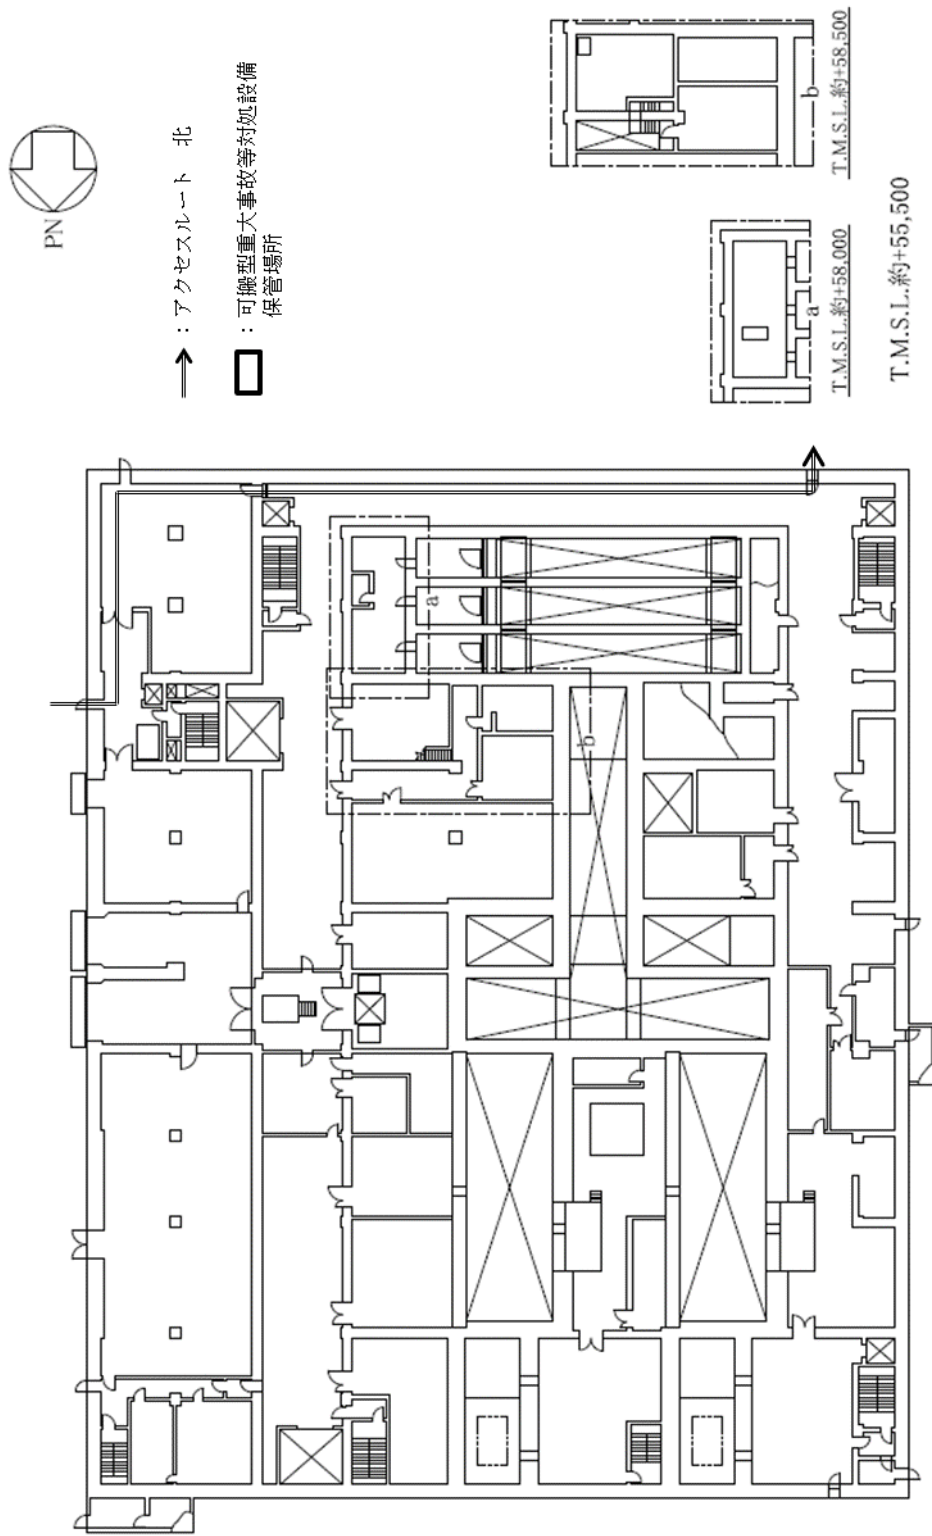 PN
：アクセスルート　北
：可搬型重大事故等対処設備
保管場所
b
T.M.S.L.約+58,500
a
T.M.S.L.約+58,000
T.M.S.L.約+55,500
a
b